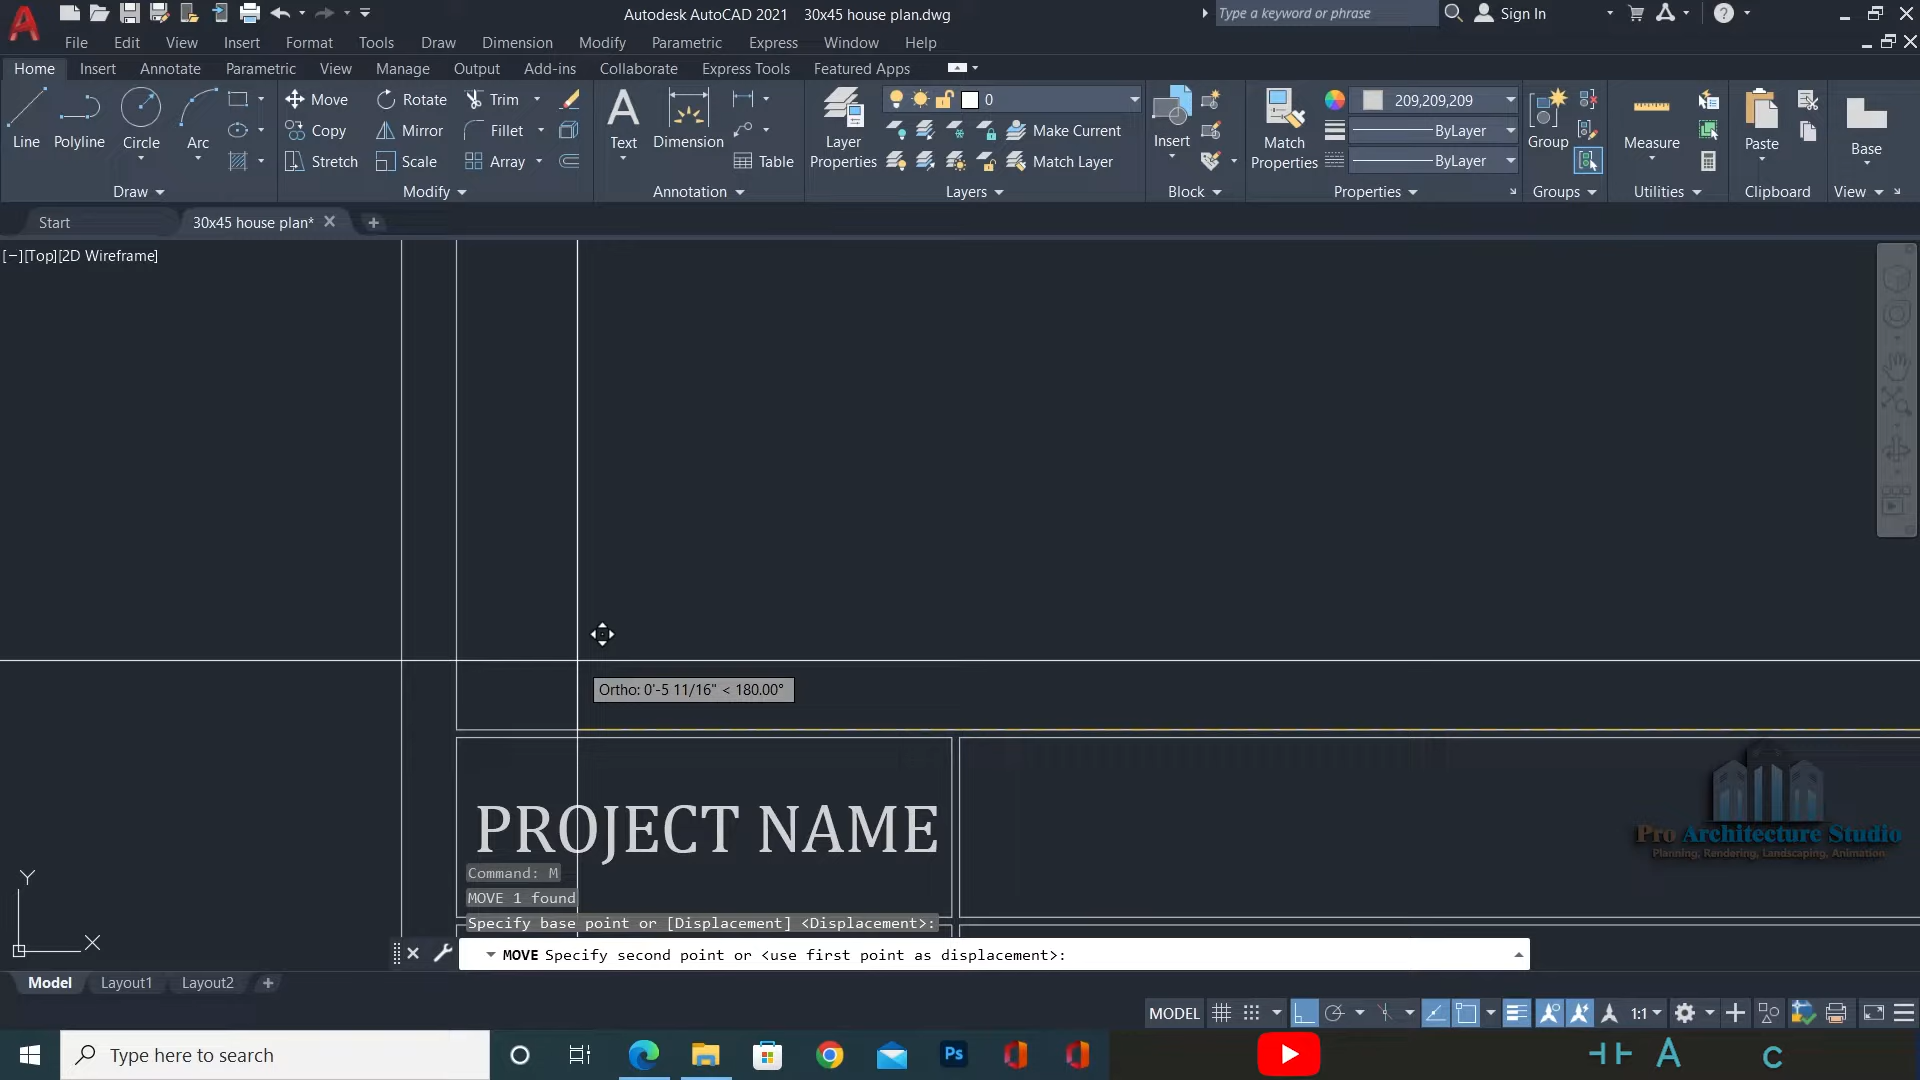 Autodesk AutoCAD 2021 30x45 house plan.dwg
Type a keyword or phrase
Sign In
File Edit View Insert Format Tools Draw Dimension Modify Parametric Express Window Help
Home Insert Annotate Parametric View Manage Output Add-ins Collaborate Express Tools Featured Apps
Line Polyline Circle Arc
Move Rotate Trim
Copy Mirror Fillet
Stretch Scale Array
Text Dimension Table
Layer Properties
0
Make Current
Match Layer
Insert
Match Properties
209,209,209
ByLayer
ByLayer
Group Measure Paste Base
Draw Modify Annotation Layers Block Properties Groups Utilities Clipboard View
Start 30x45 house plan*
[−][Top][2D Wireframe]
Ortho: 0'-5 11/16" < 180.00°
PROJECT NAME
Pro Architecture Studio
Planning, Rendering, Landscaping, Animation
Command: M
MOVE 1 found
Specify base point or [Displacement] <Displacement>:
MOVE Specify second point or <use first point as displacement>:
Y
X
Model Layout1 Layout2
MODEL 1:1
Type here to search
Ps
A C